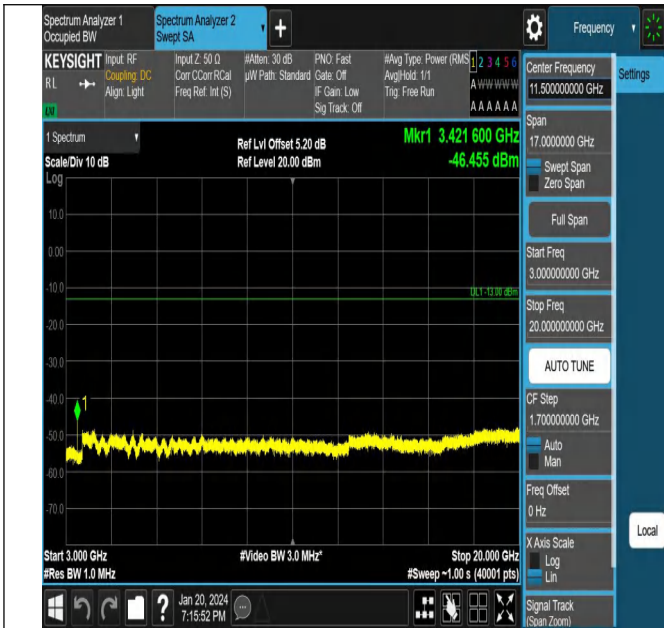 Spectrum Analyzer 1
Occupied BW
Spectrum Analyzer 2
Swept SA
Frequency
KEYSIGHT
RL
LXI
Input: RF
Coupling: DC
Align: Light
Input Z: 50 Ω
Corr CCorr RCal
Freq Ref: Int (S)
#Atten: 30 dB
µW Path: Standard
PNO: Fast
Gate: Off
IF Gain: Low
Sig Track: Off
#Avg Type: Power (RMS
Avg|Hold: 1/1
Trig: Free Run
1 2 3 4 5 6
A W W W W W
A A A A A A
1 Spectrum
Scale/Div 10 dB
Log
Ref Lvl Offset 5.20 dB
Ref Level 20.00 dBm
Mkr1 3.421 600 GHz
-46.455 dBm
10.0
0.00
-10.0
DL1 -13.00 dBm
-20.0
-30.0
-40.0
1
-50.0
-60.0
-70.0
Start 3.000 GHz
#Res BW 1.0 MHz
#Video BW 3.0 MHz*
Stop 20.000 GHz
#Sweep ~1.00 s (40001 pts)
Jan 20, 2024
7:15:52 PM
Center Frequency
11.50000000 GHz
Settings
Span
17.0000000 GHz
Swept Span
Zero Span
Full Span
Start Freq
3.000000000 GHz
Stop Freq
20.00000000 GHz
AUTO TUNE
CF Step
1.700000000 GHz
Auto
Man
Freq Offset
0 Hz
X Axis Scale
Log
Lin
Local
Signal Track
(Span Zoom)